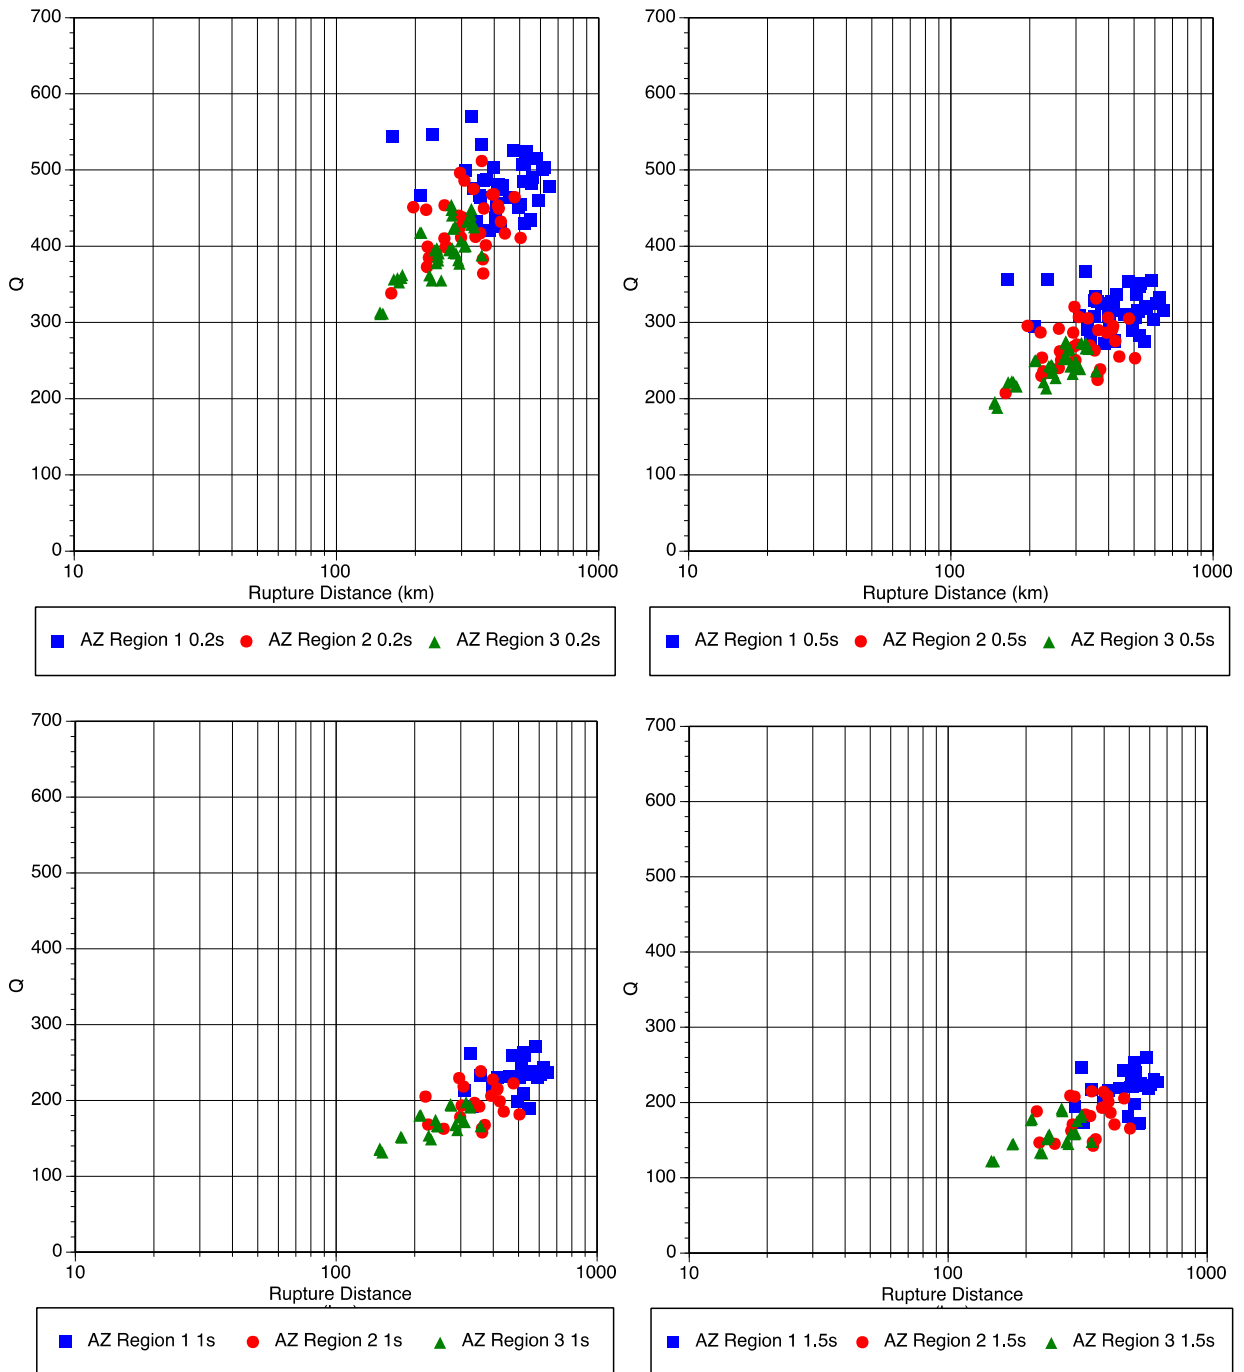 700
600
500
400
300
200
100
0
Q
10
100
1000
Rupture Distance (km)
AZ Region 1 0.2s
AZ Region 2 0.2s
AZ Region 3 0.2s
700
600
500
400
300
200
100
0
Q
10
100
1000
Rupture Distance (km)
AZ Region 1 0.5s
AZ Region 2 0.5s
AZ Region 3 0.5s
700
600
500
400
300
200
100
0
Q
10
100
1000
Rupture Distance
AZ Region 1 1s
AZ Region 2 1s
AZ Region 3 1s
700
600
500
400
300
200
100
0
Q
10
100
1000
Rupture Distance
AZ Region 1 1.5s
AZ Region 2 1.5s
AZ Region 3 1.5s